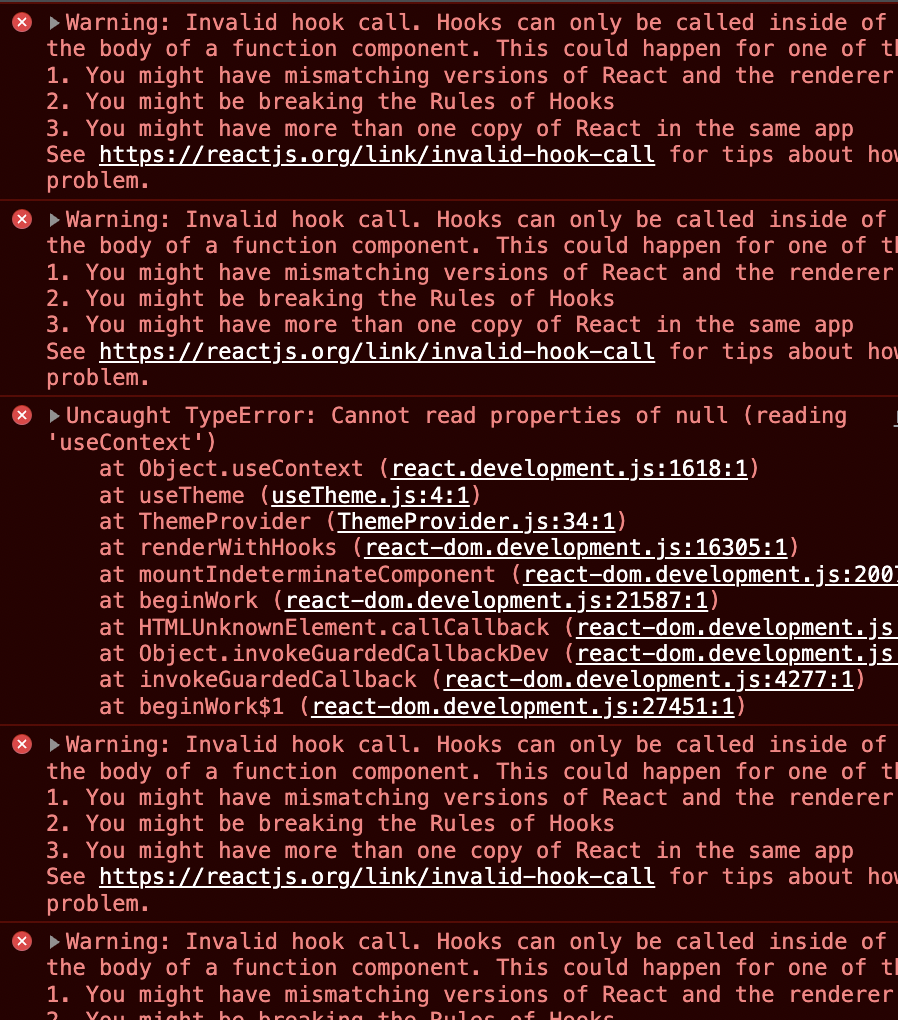 Warning: Invalid hook call. Hooks can only be called inside of
the body of a function component. This could happen for one of
1. You might have mismatching versions of React and the renderer
2. You might be breaking the Rules of Hooks
3. You might have more than one copy of React in the same app
See https://reactjs.org/link/invalid-hook-call for tips about
problem.
Warning: Invalid hook call. Hooks can only be called inside of
the body of a function component. This could happen for one of
1. You might have mismatching versions of React and the renderer
2. You might be breaking the Rules of Hooks
3. You might have more than one copy of React in the same app
See https://reactjs.org/link/invalid-hook-call for tips about
problem.
Uncaught TypeError: Cannot read properties of null (reading
'useContext')
at Object.useContext (react.development.js:1618:1)
at useTheme (useTheme.js:4:1)
at ThemeProvider (ThemeProvider.js:34:1)
at renderWithHooks (react-dom.development.js:16305:1)
at mountIndeterminateComponent (react-dom.development.js:200
at beginWork (react-dom.development.js:21587:1)
at HTMLUnknownElement.callCallback (react-dom.development.js
at Object.invokeGuardedCallbackDev (react-dom.development.js
at invokeGuardedCallback (react-dom.development.js:4277:1)
at beginWork$1 (react-dom.development.js:27451:1)
Warning: Invalid hook call. Hooks can only be called inside of
the body of a function component. This could happen for one of
1. You might have mismatching versions of React and the renderer
2. You might be breaking the Rules of Hooks
3. You might have more than one copy of React in the same app
See https://reactjs.org/link/invalid-hook-call for tips about
problem.
Warning: Invalid hook call. Hooks can only be called inside of
the body of a function component. This could happen for one of
1. You might have mismatching versions of React and the renderer
2. You might be breaking the Rules of Hooks